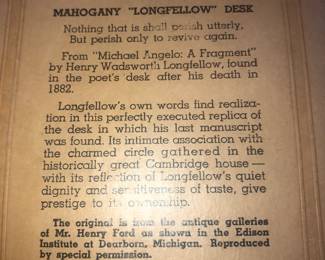 MAHOGANY "LONGFELLOW" DESK
Nothing that is shall perish utterly,
But perish only to revive again.
From "Michael Angelo: A Fragment"
by Henry Wadsworth Longfellow, found
in the poet's desk after his death in
1882.
Longfellow's own words find realiza-
tion in this perfectly executed replica of
the desk in which his last manuscript
was found. Its intimate association with
the charmed circle gathered in the
historically great Cambridge house—
with its reflection of Longfellow's quiet
dignity and sensitiveness of taste, give
prestige to its ownership.
The original is from the antique galleries
of Mr. Henry Ford as shown in the Edison
Institute at Dearborn, Michigan. Reproduced
by special permission.